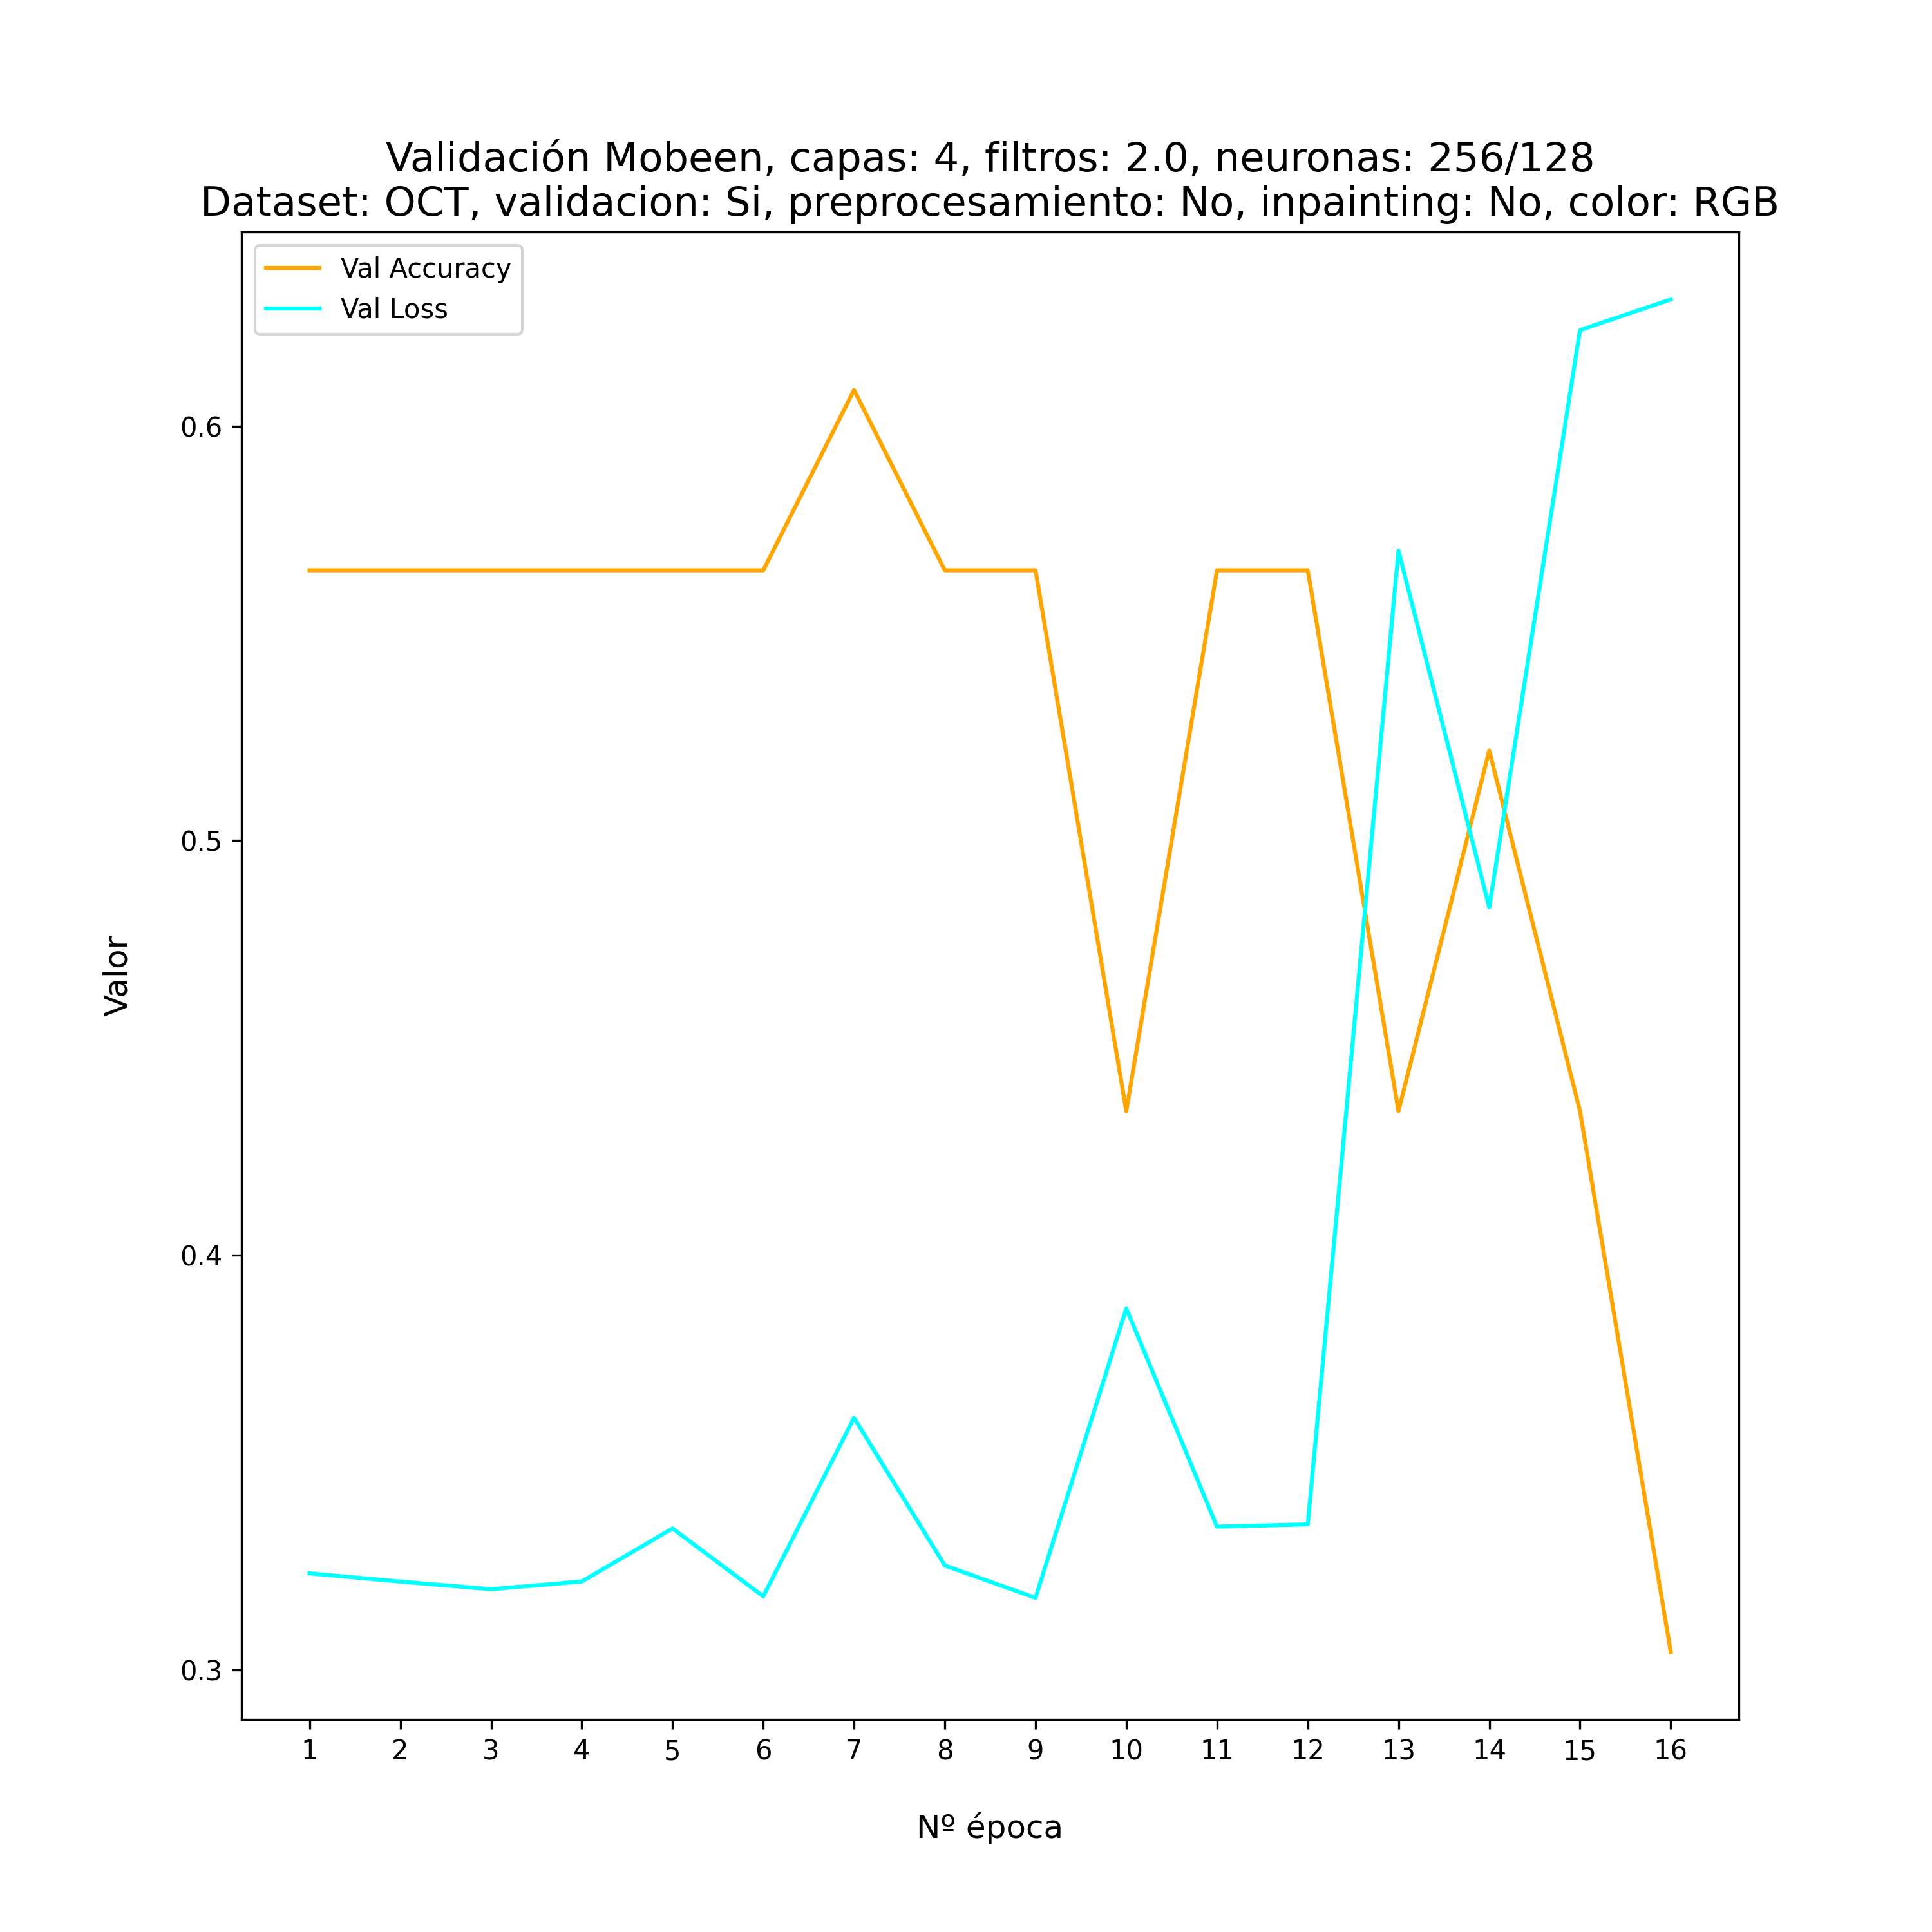 Validación Mobeen, capas: 4, filtros: 2.0, neuronas: 256/128
Dataset: OCT, validacion: Si, preprocesamiento: No, inpainting: No, color: RGB
Val Accuracy
Val Loss
0.6
0.5
0.4
0.3
Valor
1 2 3 4 5 6 7 8 9 10 11 12 13 14 15 16
Nº época